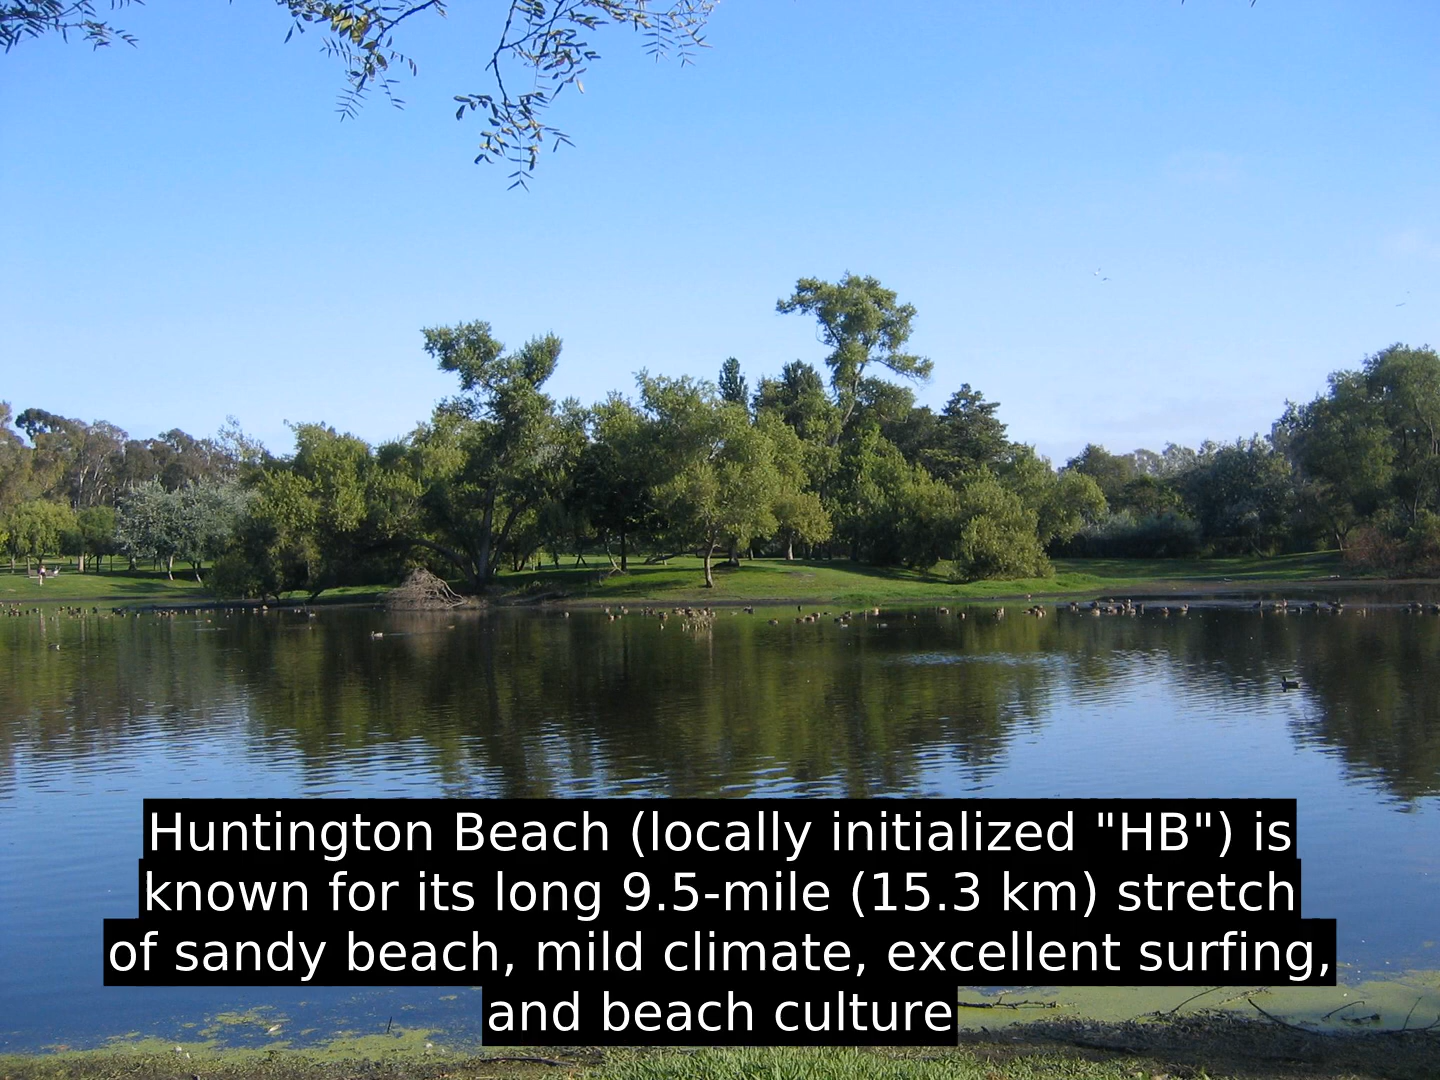 Huntington Beach (locally initialized "HB") is
known for its long 9.5-mile (15.3 km) stretch
of sandy beach, mild climate, excellent surfing,
and beach culture